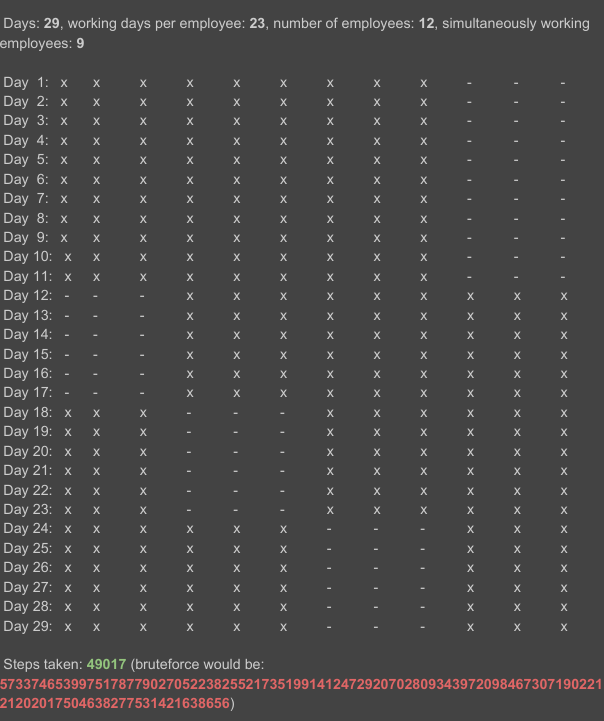 Days: 29, working days per employee: 23, number of employees: 12, simultaneously working
employees: 9
Day 1: x x x x x x x x x - - -
Day 2: x x x x x x x x x - - -
Day 3: x x x x x x x x x - - -
Day 4: x x x x x x x x x - - -
Day 5: x x x x x x x x x - - -
Day 6: x x x x x x x x x - - -
Day 7: x x x x x x x x x - - -
Day 8: x x x x x x x x x - - -
Day 9: x x x x x x x x x - - -
Day 10: x x x x x x x x x - - -
Day 11: x x x x x x x x x - - -
Day 12: - - - x x x x x x x x x
Day 13: - - - x x x x x x x x x
Day 14: - - - x x x x x x x x x
Day 15: - - - x x x x x x x x x
Day 16: - - - x x x x x x x x x
Day 17: - - - x x x x x x x x x
Day 18: x x x - - - x x x x x x
Day 19: x x x - - - x x x x x x
Day 20: x x x - - - x x x x x x
Day 21: x x x - - - x x x x x x
Day 22: x x x - - - x x x x x x
Day 23: x x x - - - x x x x x x
Day 24: x x x x x x - - - x x x
Day 25: x x x x x x - - - x x x
Day 26: x x x x x x - - - x x x
Day 27: x x x x x x - - - x x x
Day 28: x x x x x x - - - x x x
Day 29: x x x x x x - - - x x x
Steps taken: 49017 (bruteforce would be:
573374653997517877902705223825521735199141247292070280934397209846730719022​1
2120201750463827753142163​8656)